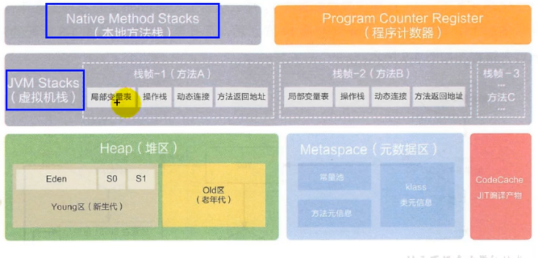 Native Method Stacks
（本地方法栈）
Program Counter Register
（程序计数器）
JVM Stacks
（虚拟机栈）
栈帧-1（方法A）
局部变量表
操作栈
动态连接
方法返回地址
栈帧-2（方法B）
局部变量表
操作栈
动态连接
方法返回地址
栈帧-3
...
方法C
Heap（堆区）
Eden
S0
S1
Young区（新生代）
Old区
（老年代）
Metaspace（元数据区）
常量池
方法元信息
klass
类元信息
CodeCache
JIT编译产物